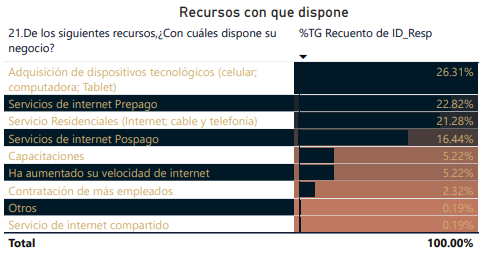 Recursos con que dispone
21.De los siguientes recursos,¿Con cuáles dispone su negocio? %TG Recuento de ID_Resp
Adquisición de dispositivos tecnológicos (celular; computadora; Tablet) 26.31%
Servicios de internet Prepago 22.82%
Servicio Residenciales (Internet; cable y telefonía) 21.28%
Servicios de internet Pospago 16.44%
Capacitaciones 5.22%
Ha aumentado su velocidad de internet 5.22%
Contratación de más empleados 2.32%
Otros 0.19%
Servicio de internet compartido 0.19%
Total 100.00%